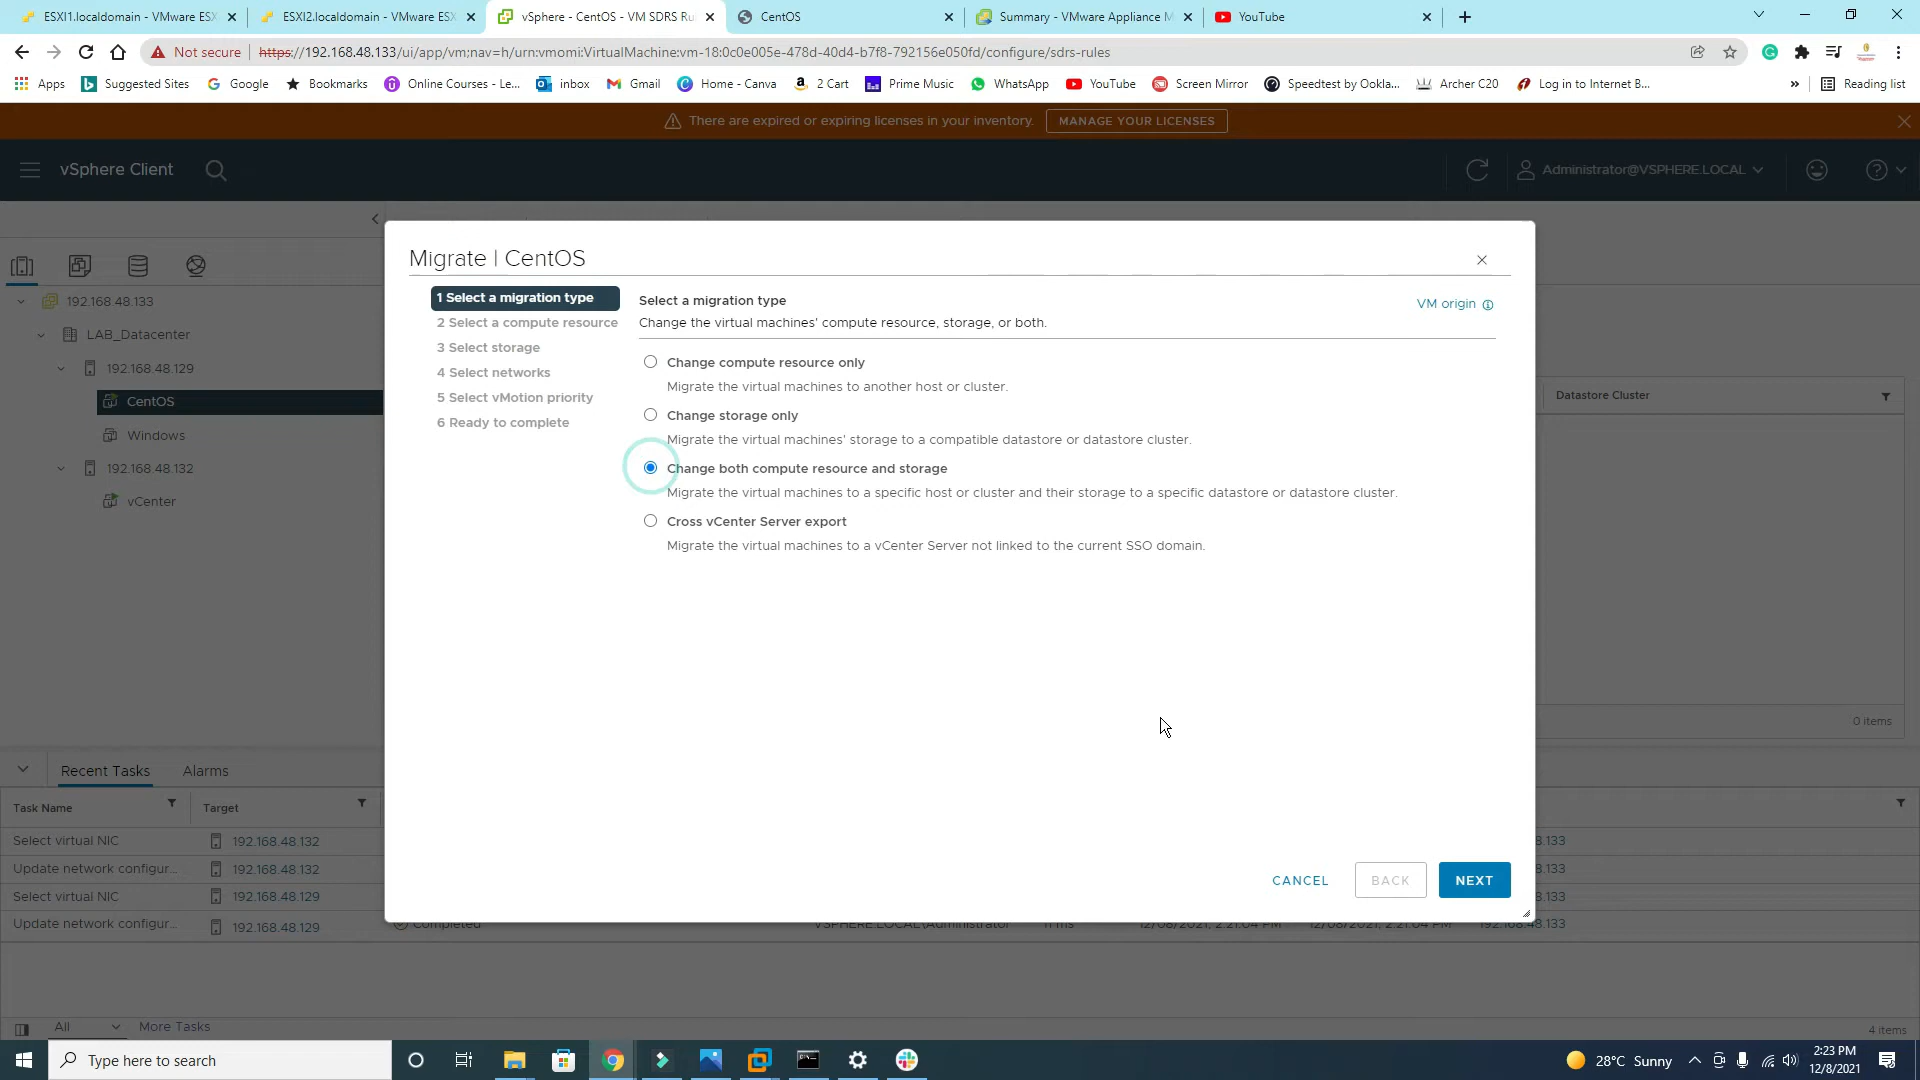 ESXI1.localdomain - VMware ESX
ESXI2.localdomain - VMware ESX
vSphere - CentOS - VM SDRS Ru
CentOS
Summary - VMware Appliance M
YouTube
Not secure
https://192.168.48.133/ui/app/vm;nav=h/urn:vmomi:VirtualMachine:vm-18:0c0e005e-478d-40d4-b7f8-792156e050fd/configure/sdrs-rules
Apps
Suggested Sites
Google
Bookmarks
Online Courses - Le...
inbox
Gmail
Home - Canva
2 Cart
Prime Music
WhatsApp
YouTube
Screen Mirror
Speedtest by Ookla...
Archer C20
Log in to Internet B...
»
Reading list
There are expired or expiring licenses in your inventory.
MANAGE YOUR LICENSES
vSphere Client
Administrator@VSPHERE.LOCAL
192.168.48.133
LAB_Datacenter
192.168.48.129
CentOS
Windows
192.168.48.132
vCenter
Migrate | CentOS
1 Select a migration type
2 Select a compute resource
3 Select storage
4 Select networks
5 Select vMotion priority
6 Ready to complete
Select a migration type
VM origin
Change the virtual machines' compute resource, storage, or both.
Change compute resource only
Migrate the virtual machines to another host or cluster.
Change storage only
Migrate the virtual machines' storage to a compatible datastore or datastore cluster.
Change both compute resource and storage
Migrate the virtual machines to a specific host or cluster and their storage to a specific datastore or datastore cluster.
Cross vCenter Server export
Migrate the virtual machines to a vCenter Server not linked to the current SSO domain.
CANCEL
BACK
NEXT
Datastore Cluster
0 items
Recent Tasks
Alarms
Task Name
Target
Select virtual NIC
192.168.48.132
8.133
Update network configur...
192.168.48.132
8.133
Select virtual NIC
192.168.48.129
8.133
Update network configur...
192.168.48.129
Completed
VSPHERE.LOCAL\Administrator
11 ms
12/08/2021, 2:21:04 PM
12/08/2021, 2:21:04 PM
192.168.48.133
All
More Tasks
4 items
Type here to search
28°C Sunny
2:23 PM
12/8/2021